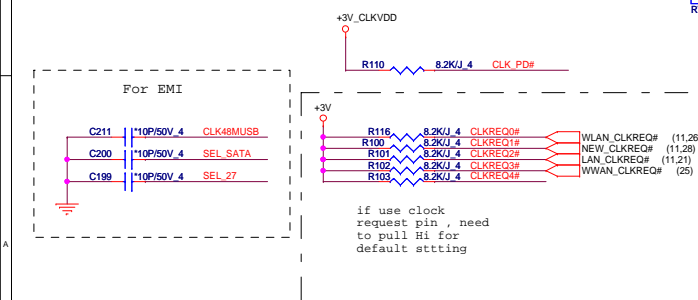 R
+3V_CLKVDD
R110 8.2K/J_4 CLK_PD#
For EMI
+3V
C211 *10P/50V_4 CLK48MUSB
C200 *10P/50V_4 SEL_SATA
C199 *10P/50V_4 SEL_27
R116 8.2K/J_4 CLKREQ0# WLAN_CLKREQ# (11,26
R100 8.2K/J_4 CLKREQ1# NEW_CLKREQ# (11,28)
R101 8.2K/J_4 CLKREQ2# LAN_CLKREQ# (11,21)
R102 8.2K/J_4 CLKREQ3# WWAN_CLKREQ# (25)
R103 8.2K/J_4 CLKREQ4#
if use clock
request pin , need
to pull Hi for
default sttting
A